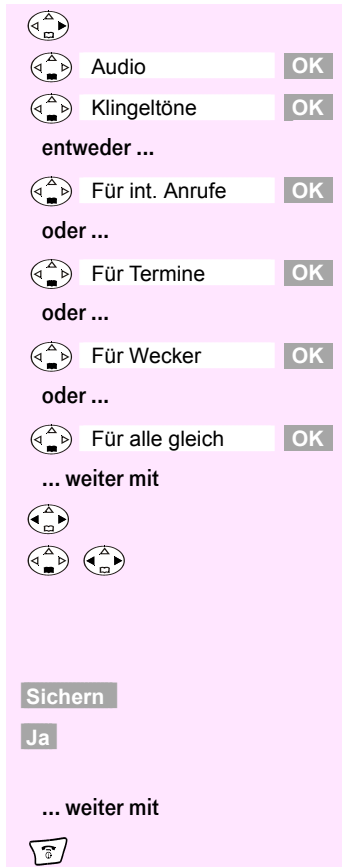 Audio OK
Klingeltöne OK
entweder ...
Für int. Anrufe OK
oder ...
Für Termine OK
oder ...
Für Wecker OK
oder ...
Für alle gleich OK
... weiter mit
Sichern
Ja
... weiter mit